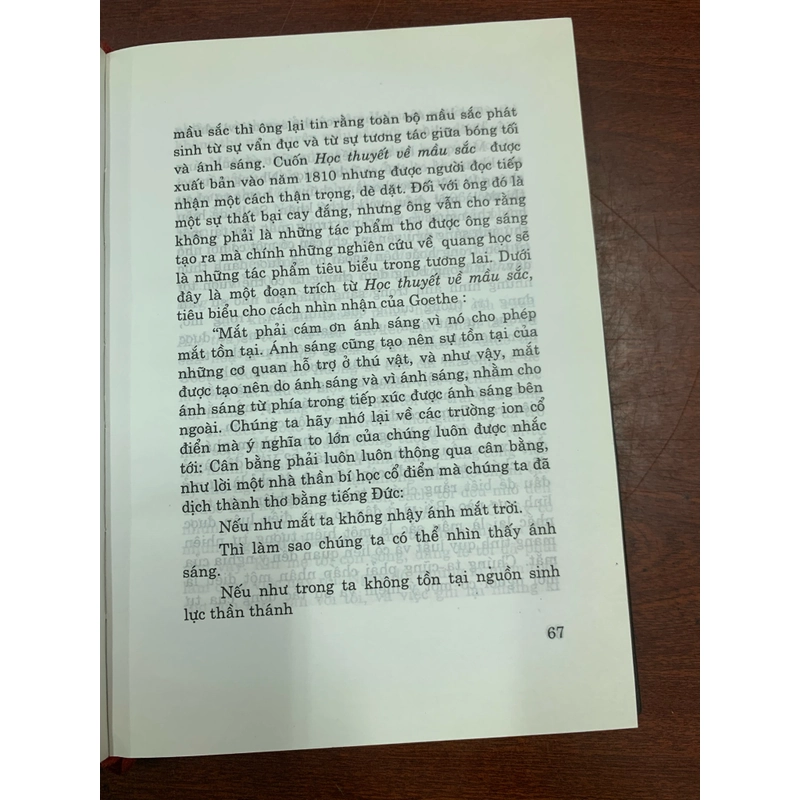 mầu sắc thì ông lại tin rằng toàn bộ mầu sắc phát
sinh từ sự vẩn đục và từ sự tương tác giữa bóng tối
và ánh sáng. Cuốn Học thuyết về mầu sắc được
xuất bản vào năm 1810 nhưng được người đọc tiếp
nhận một cách thận trọng, dè dặt. Đối với ông đó là
một sự thất bại cay đắng, nhưng ông vẫn cho rằng
không phải là những tác phẩm thơ được ông sáng
tạo ra mà chính những nghiên cứu về quang học sẽ
là những tác phẩm tiêu biểu trong tương lai. Dưới
đây là một đoạn trích từ Học thuyết về mầu sắc,
tiêu biểu cho cách nhìn nhận của Goethe :
“Mắt phải cám ơn ánh sáng vì nó cho phép
mắt tồn tại. Ánh sáng cũng tạo nên sự tồn tại của
những cơ quan hỗ trợ ở thú vật, và như vậy, mắt
được tạo nên do ánh sáng và vì ánh sáng, nhằm cho
ánh sáng từ phía trong tiếp xúc được ánh sáng bên
ngoài. Chúng ta hãy nhớ lại về các trường ion cổ
điển mà ý nghĩa to lớn của chúng luôn được nhắc
tới: Cân bằng phải luôn luôn thông qua cân bằng,
như lời một nhà thần bí học cổ điển mà chúng ta đã
dịch thành thơ bằng tiếng Đức:
Nếu như mắt ta không nhậy ánh mắt trời.
Thì làm sao chúng ta có thể nhìn thấy ánh
sáng.
Nếu như trong ta không tồn tại nguồn sinh
lực thần thánh
67